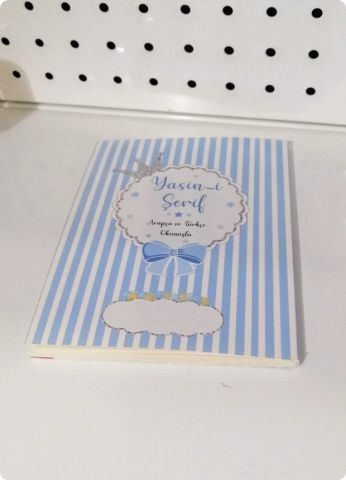 Yasin-i
Şerif
Arapça ve Türkçe
Okunuşlu